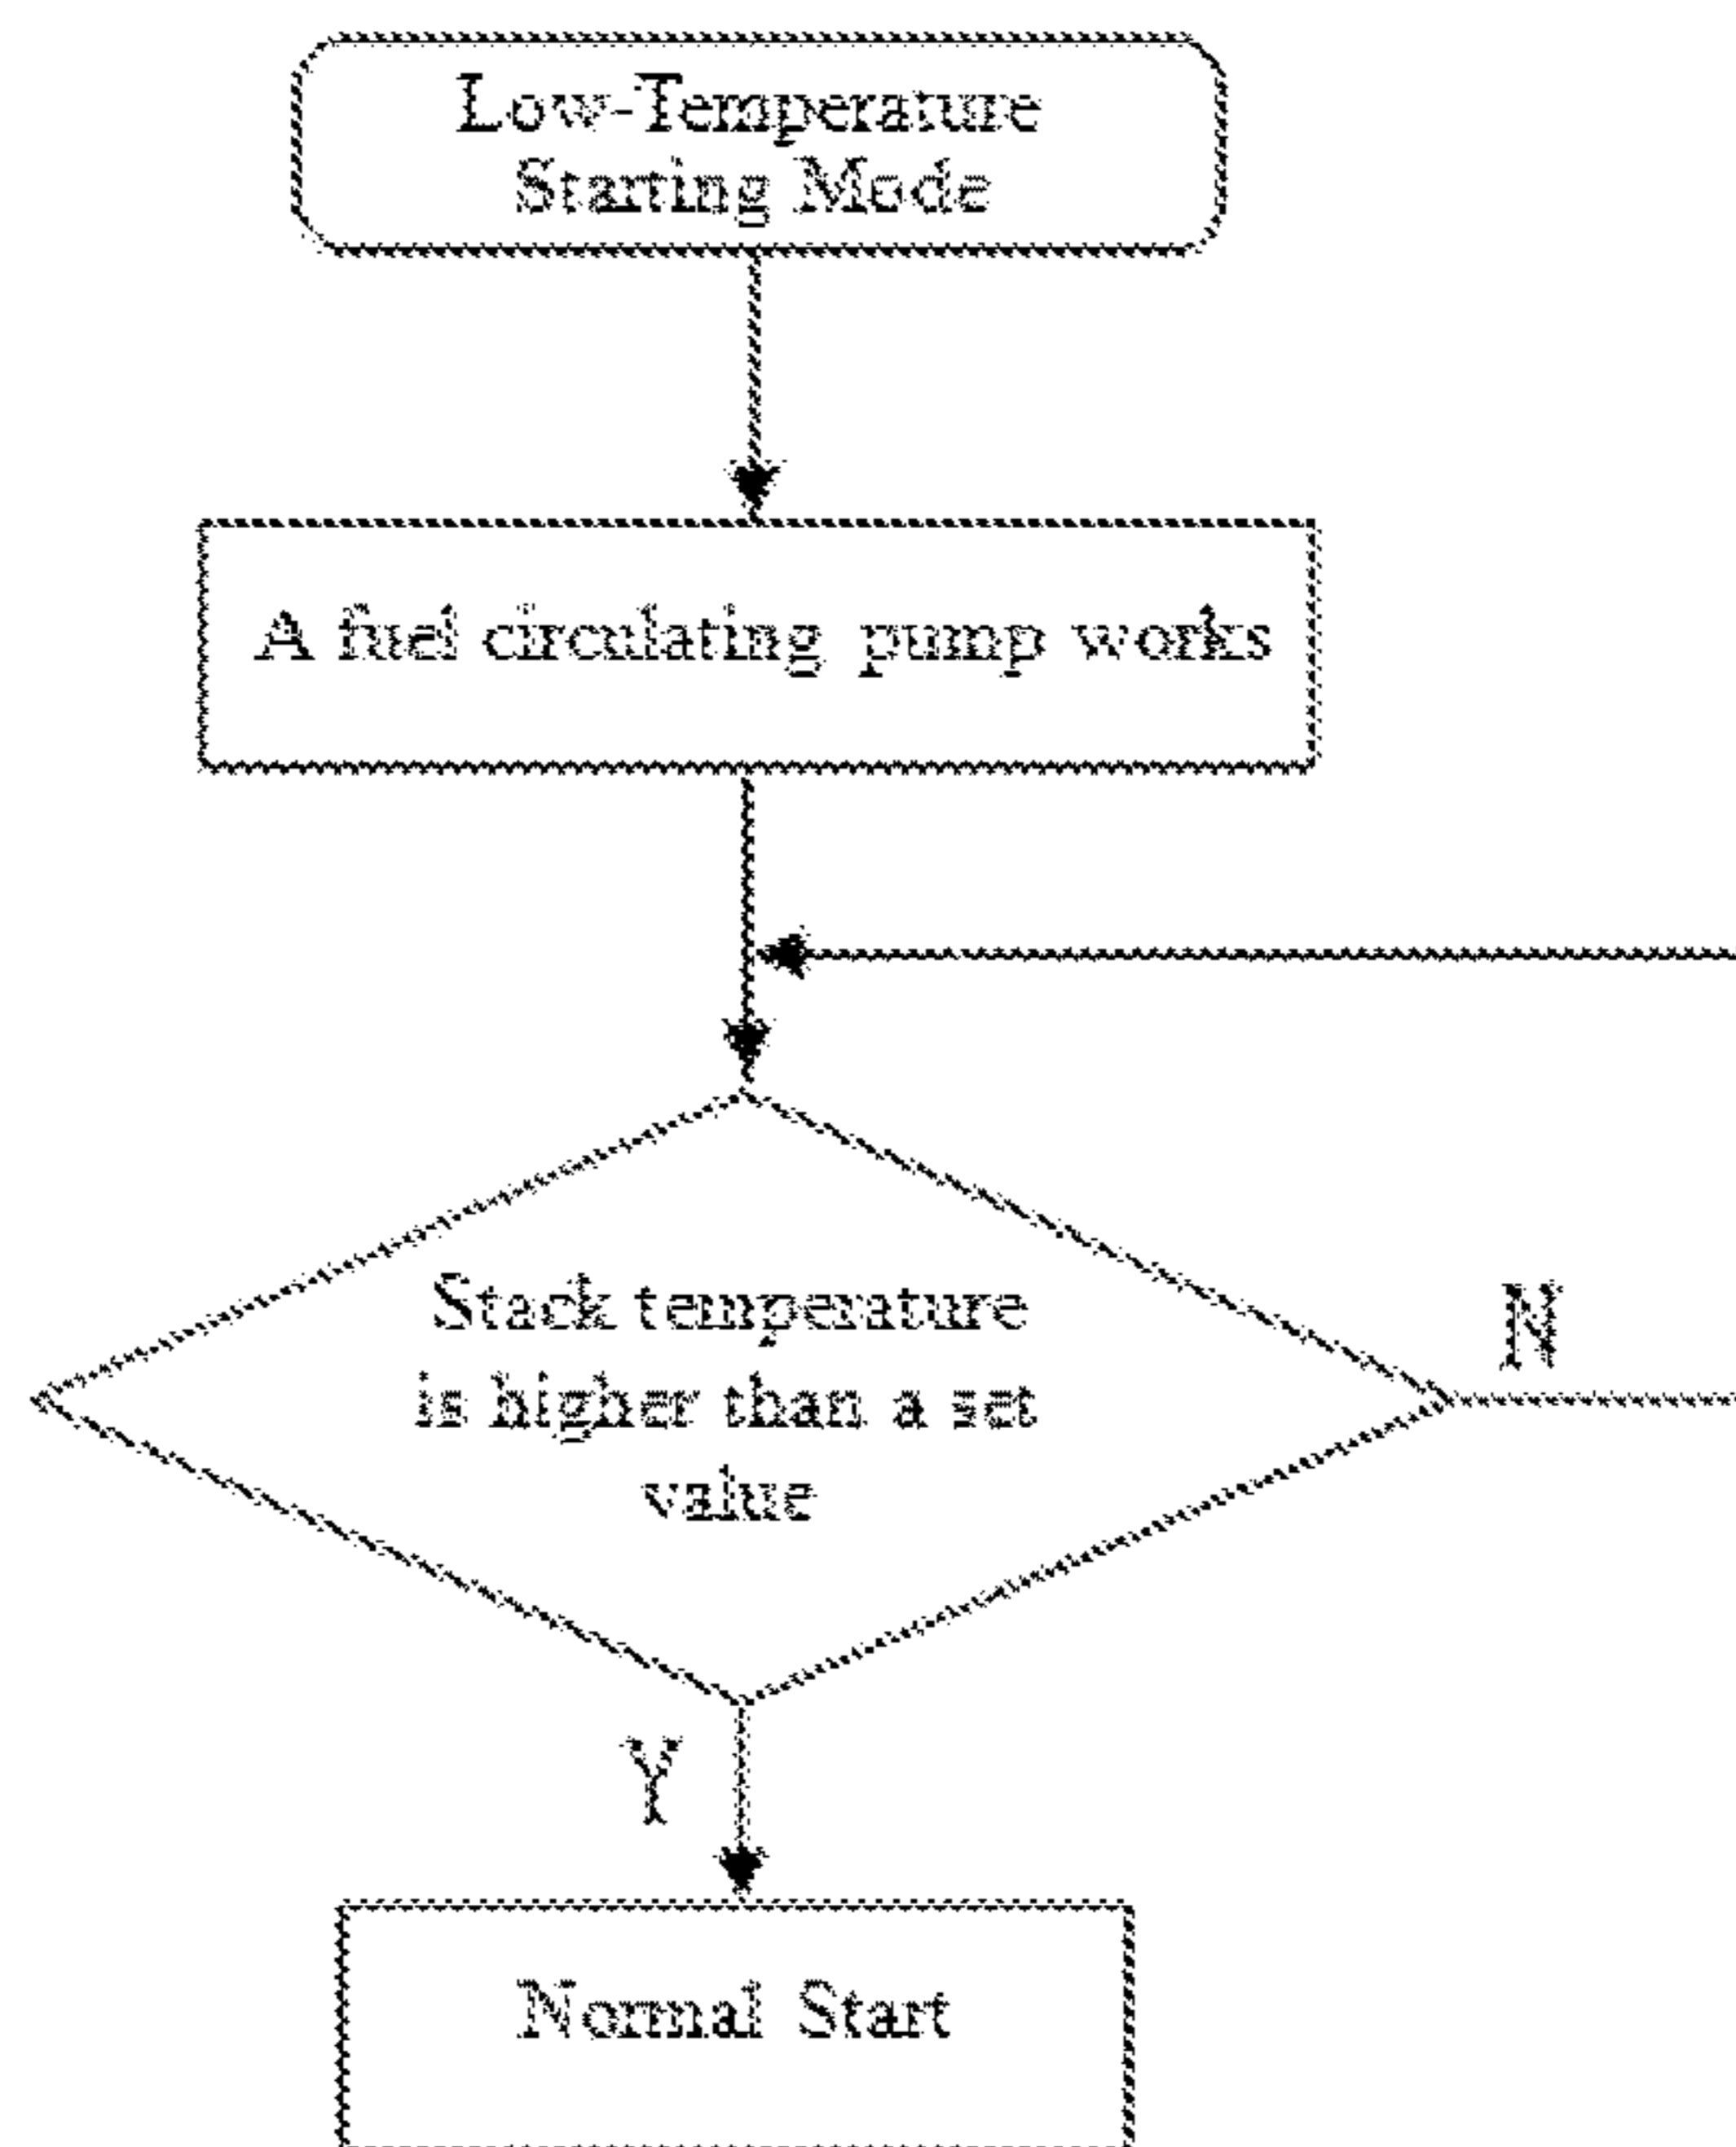 Low-Temperature
Starting Mode
A fuel circulating pump works
Stack temperature
is higher than a set
value
N
Y
Normal Start